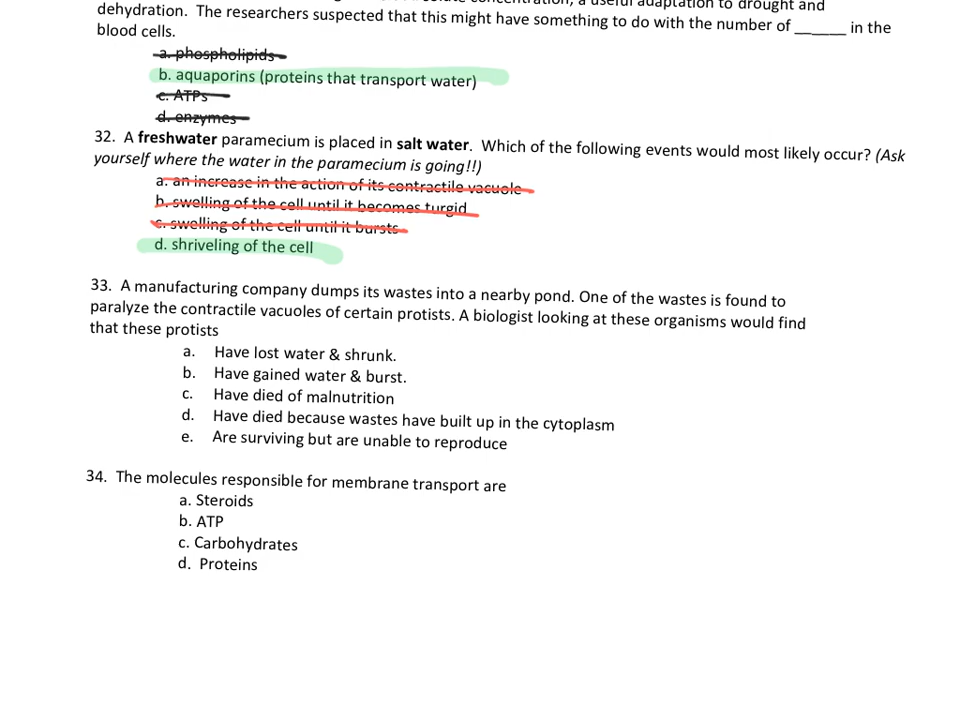 dehydration. The researchers suspected that this might have something to do with the number of ______ in the
blood cells.
a. phospholipids
b. aquaporins (proteins that transport water)
c. ATPs
d. enzymes
32. A freshwater paramecium is placed in salt water. Which of the following events would most likely occur? (Ask
yourself where the water in the paramecium is going!!)
a. an increase in the action of its contractile vacuole
b. swelling of the cell until it becomes turgid
c. swelling of the cell until it bursts
d. shriveling of the cell
33. A manufacturing company dumps its wastes into a nearby pond. One of the wastes is found to
paralyze the contractile vacuoles of certain protists. A biologist looking at these organisms would find
that these protists
a. Have lost water & shrunk.
b. Have gained water & burst.
c. Have died of malnutrition
d. Have died because wastes have built up in the cytoplasm
e. Are surviving but are unable to reproduce
34. The molecules responsible for membrane transport are
a. Steroids
b. ATP
c. Carbohydrates
d. Proteins